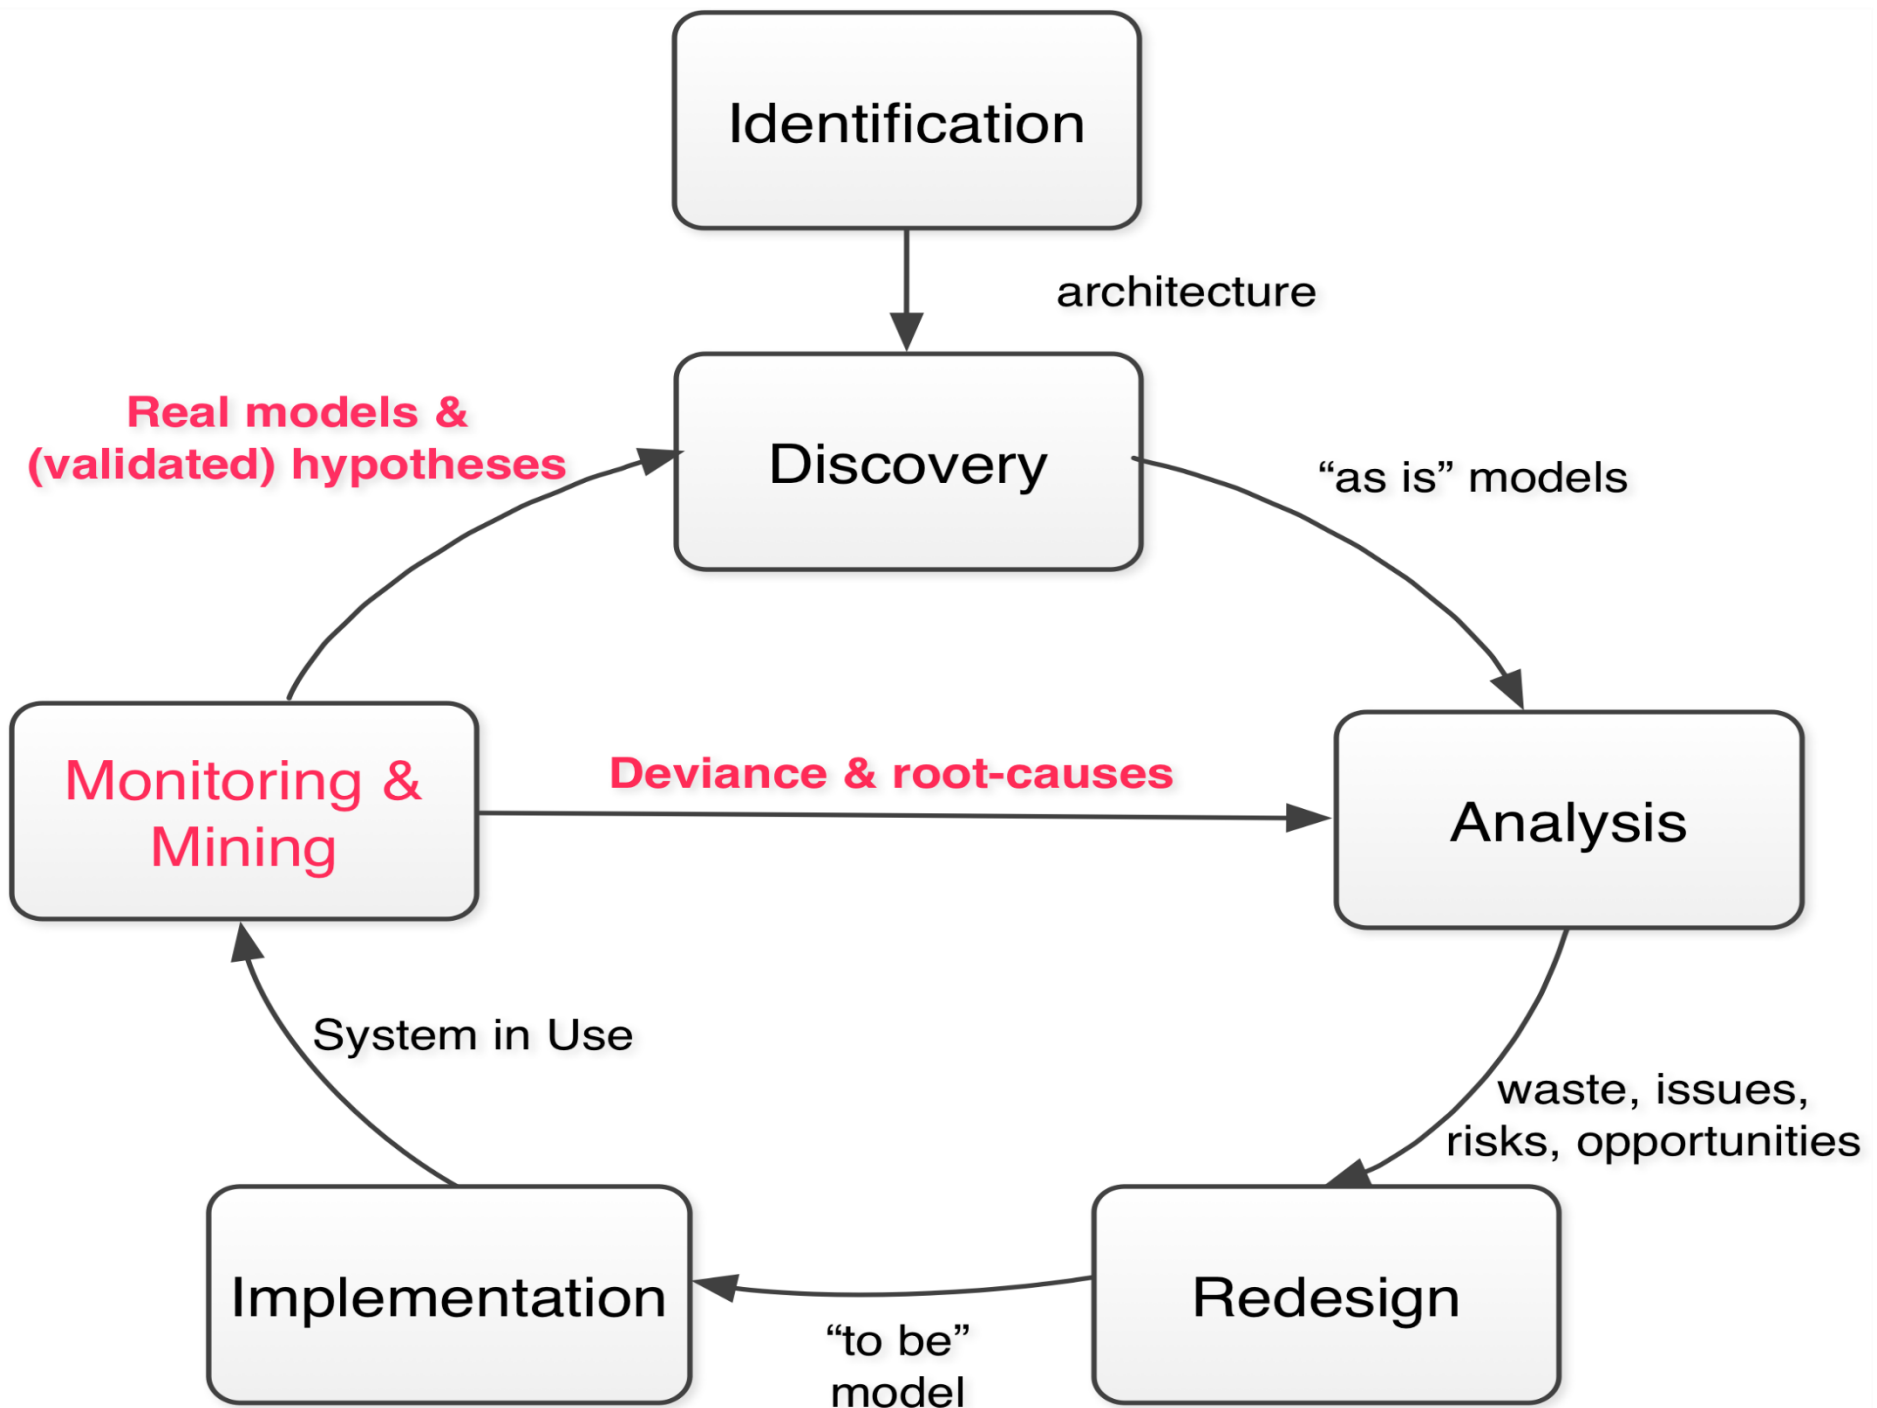 Identification
architecture
Real models &
(validated) hypotheses
Discovery
“as is” models
Monitoring &
Mining
Deviance & root-causes
Analysis
System in Use
waste, issues,
risks, opportunities
Implementation
“to be”
model
Redesign